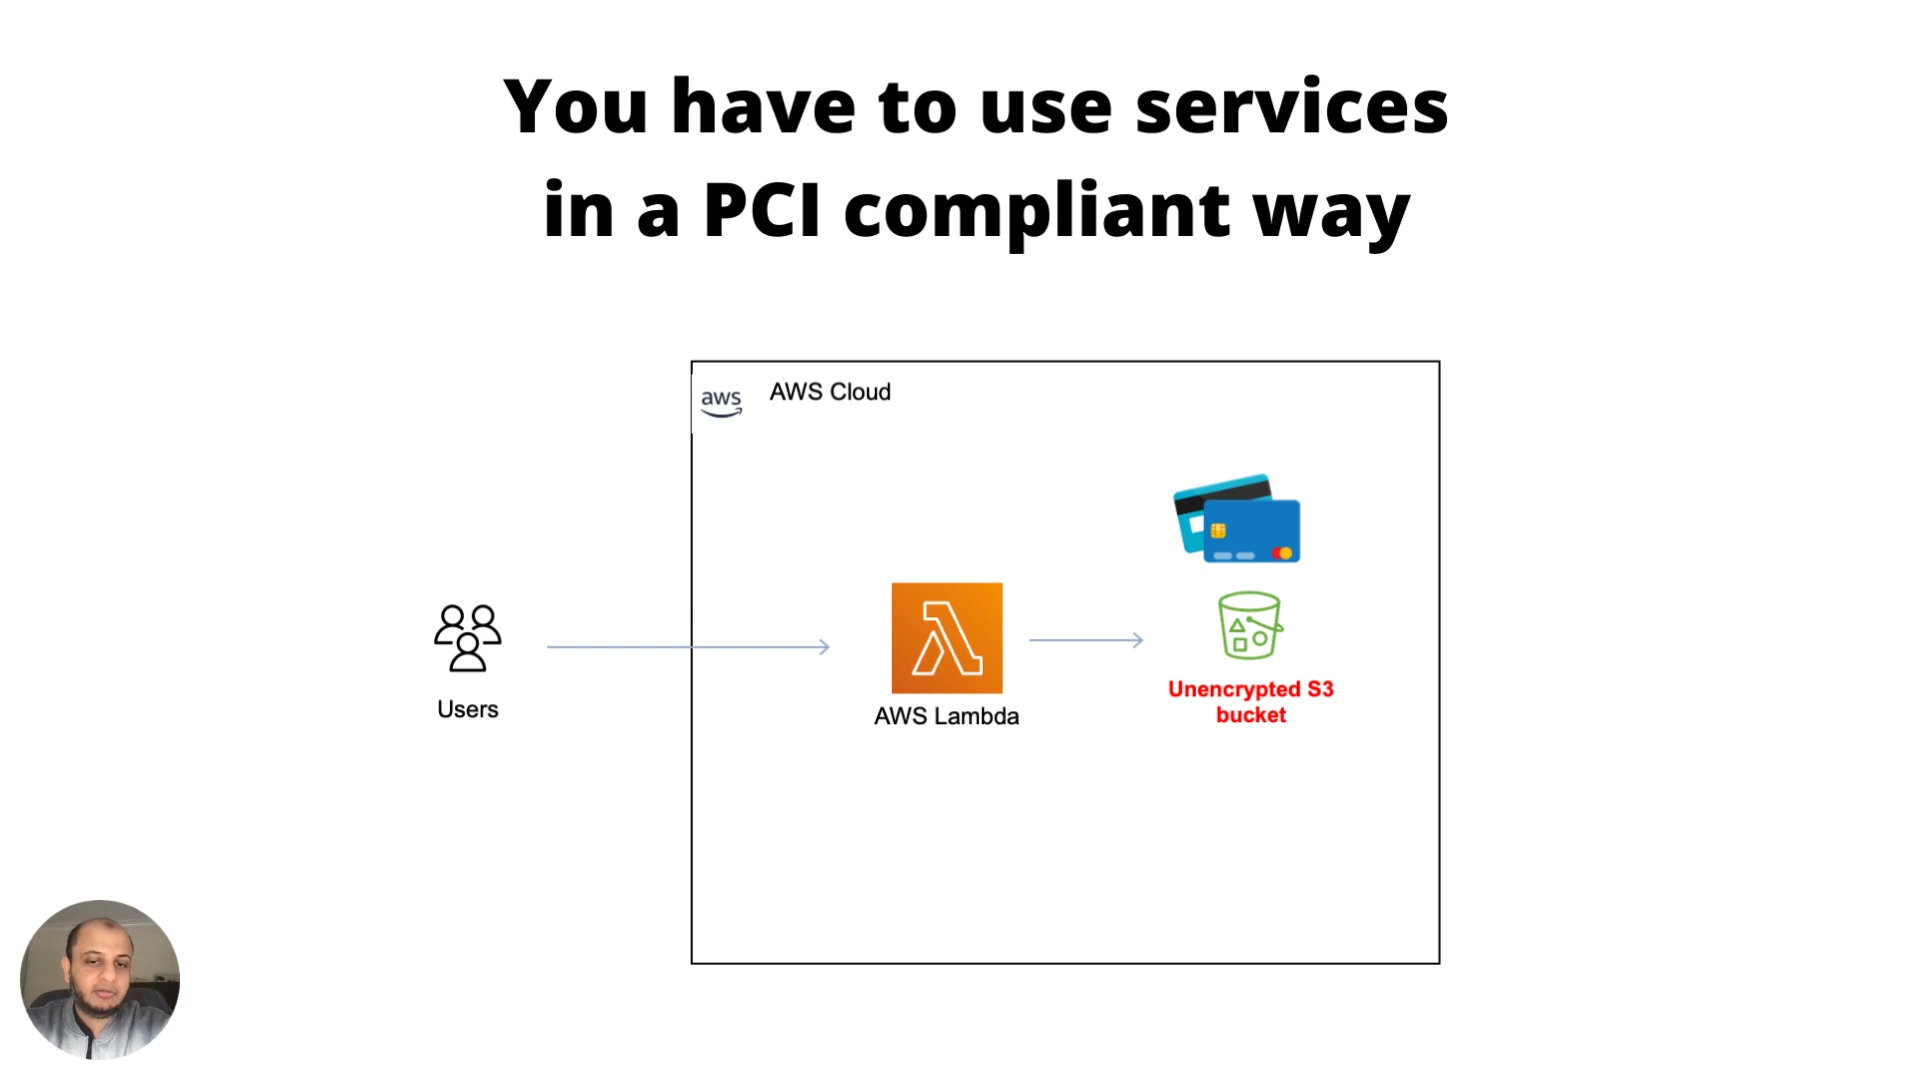 You have to use services
in a PCI compliant way
aws
AWS Cloud
Users
AWS Lambda
Unencrypted S3
bucket